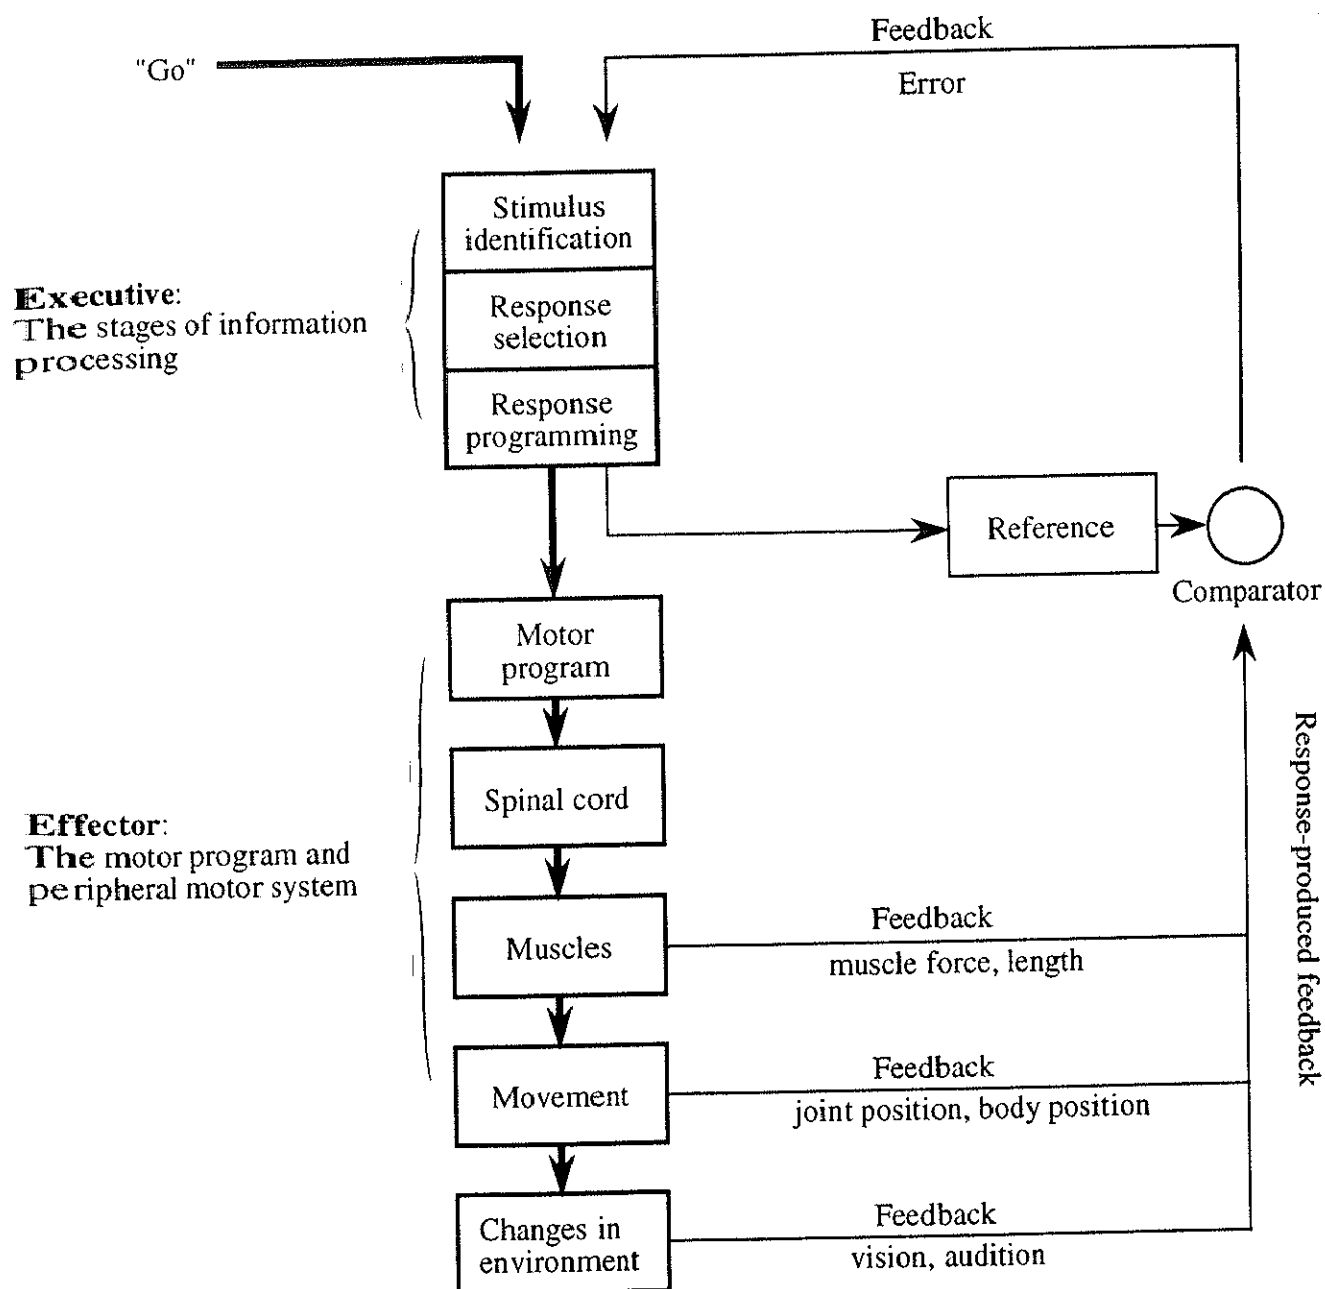 Feedback
"Go"
Error
Stimulus
identification
Executive:
The stages of information
processing
Response
selection
Response
programming
Reference
Comparator
Motor
program
Spinal cord
Effector:
The motor program and
peripheral motor system
Response-produced feedback
Muscles
Feedback
muscle force, length
Movement
Feedback
joint position, body position
Changes in
environment
Feedback
vision, audition